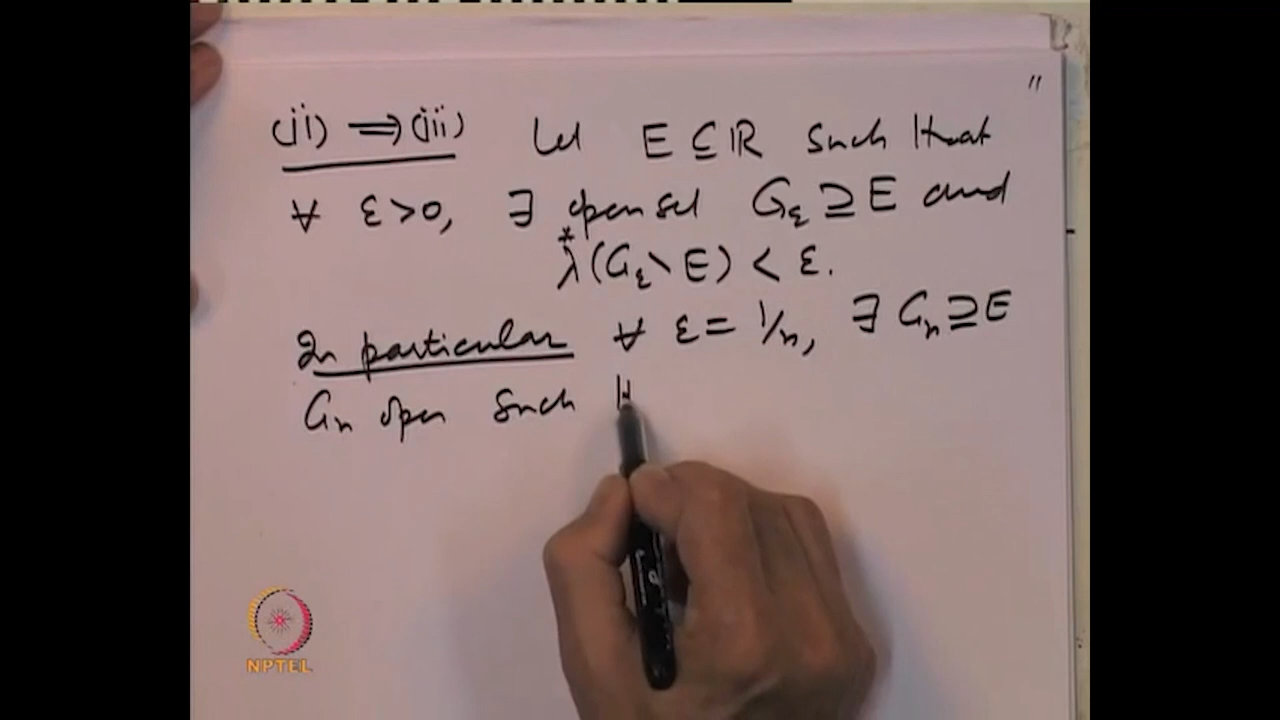 (ii) ⟹ (iii) Let E ⊆ ℝ such that
∀ ε > 0, ∃ open set G_ε ⊇ E and
λ*(G_ε \ E) < ε.
In particular ∀ ε = 1/n, ∃ G_n ⊇ E
G_n open such
NPTEL